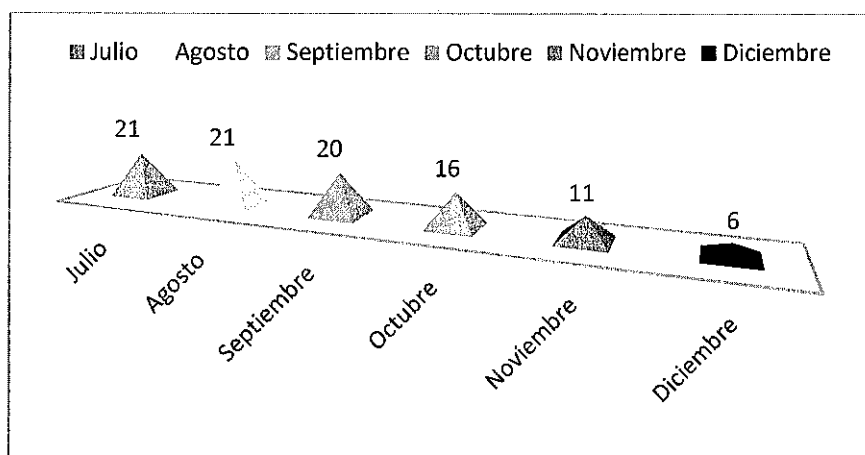 Julio Agosto Septiembre Octubre Noviembre Diciembre
21 21 20 16 11 6
Julio
Agosto
Septiembre
Octubre
Noviembre
Diciembre